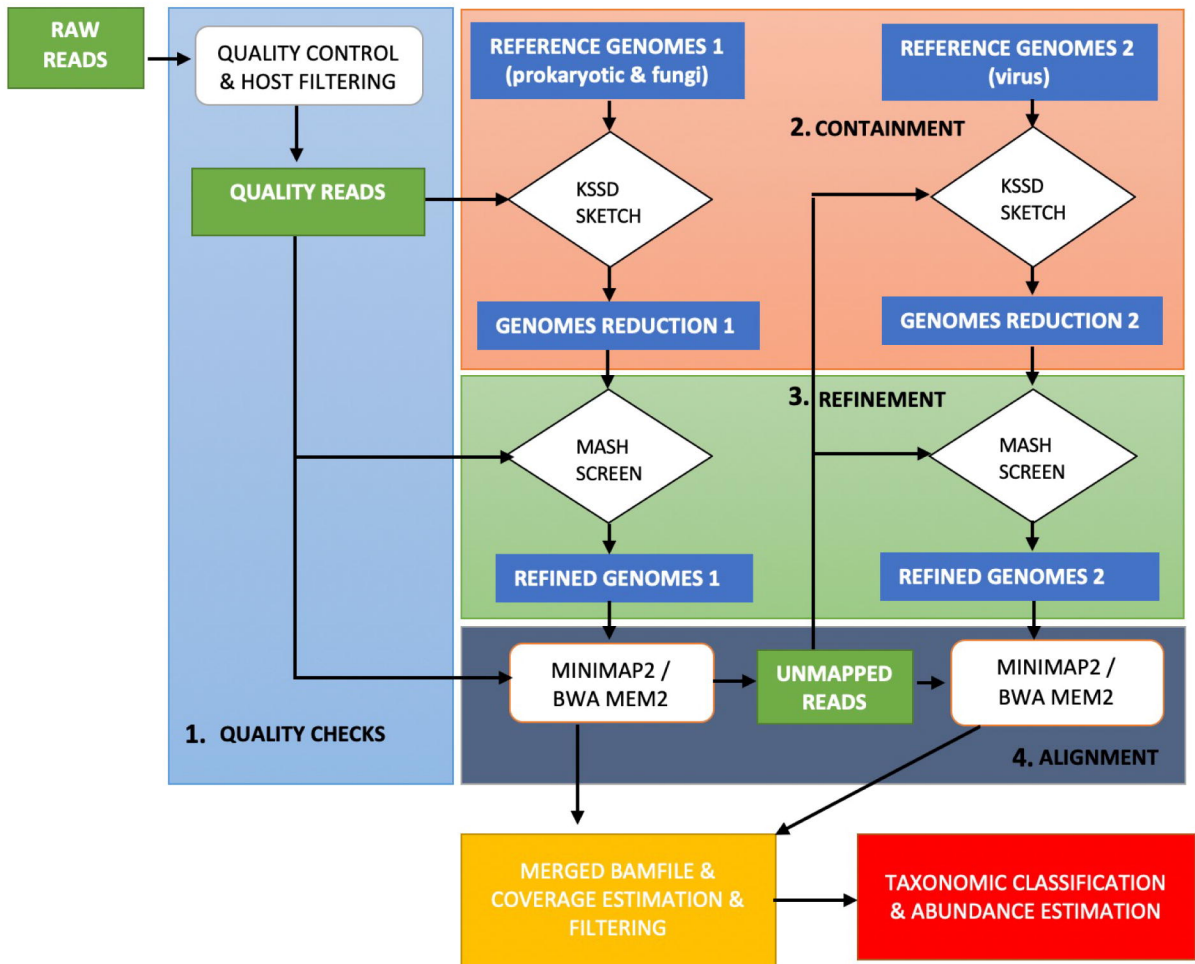 RAW
READS
QUALITY CONTROL
& HOST FILTERING
QUALITY READS
1. QUALITY CHECKS
REFERENCE GENOMES 1
(prokaryotic & fungi)
REFERENCE GENOMES 2
(virus)
2. CONTAINMENT
KSSD
SKETCH
KSSD
SKETCH
GENOMES REDUCTION 1
GENOMES REDUCTION 2
3. REFINEMENT
MASH
SCREEN
MASH
SCREEN
REFINED GENOMES 1
REFINED GENOMES 2
MINIMAP2 /
BWA MEM2
UNMAPPED
READS
MINIMAP2 /
BWA MEM2
4. ALIGNMENT
MERGED BAMFILE &
COVERAGE ESTIMATION &
FILTERING
TAXONOMIC CLASSIFICATION
& ABUNDANCE ESTIMATION